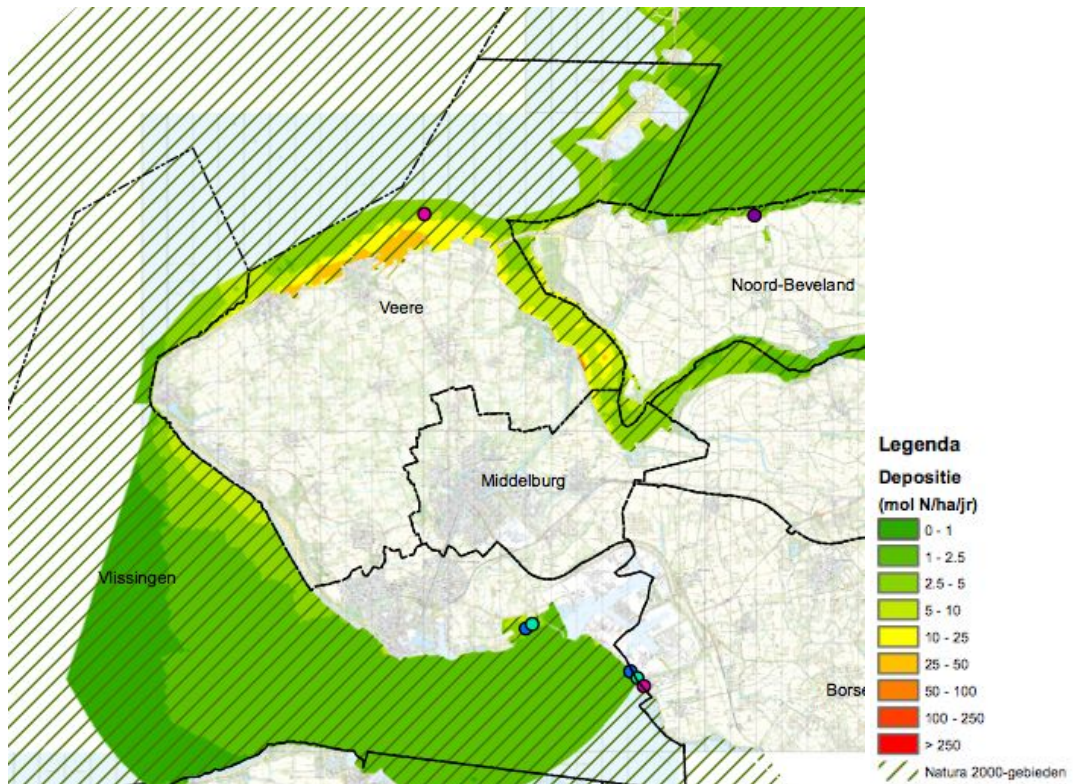 Noord-Beveland
Veere
Middelburg
Vlissingen
Borse
Legenda
Depositie
(mol N/ha/jr)
0 - 1
1 - 2.5
2.5 - 5
5 - 10
10 - 25
25 - 50
50 - 100
100 - 250
> 250
Natura 2000-gebieden